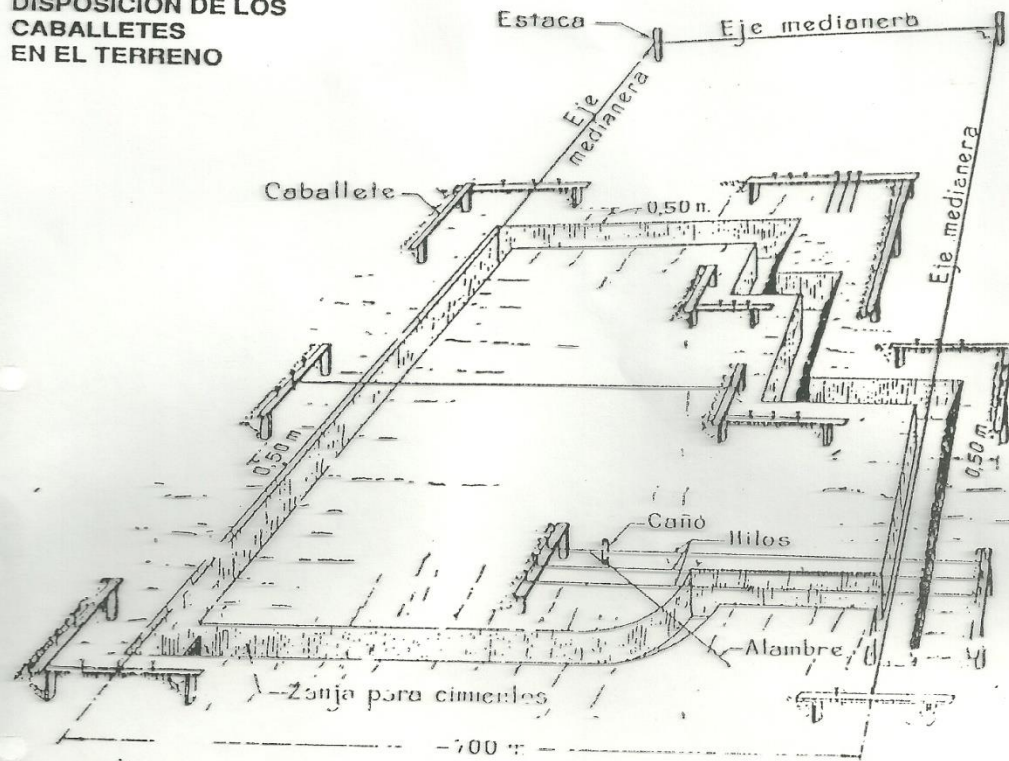 DISPOSICION DE LOS
CABALLETES
EN EL TERRENO
Estaca
Eje medianero
Eje
medianera
Caballete
0,50 m.
Eje medianera
0,50 m
0,50 m
Caño
Hilos
Alambre
Zanja para cimientos